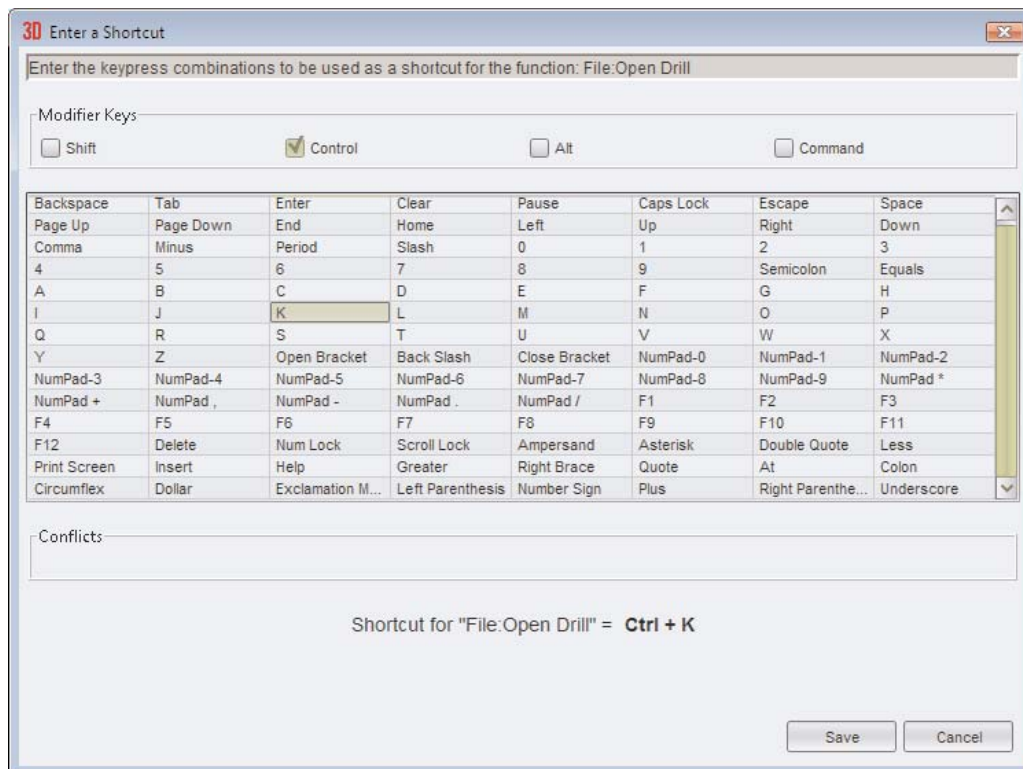 3D Enter a Shortcut
Enter the keypress combinations to be used as a shortcut for the function: File:Open Drill
Modifier Keys
Shift Control Alt Command
Backspace Tab Enter Clear Pause Caps Lock Escape Space
Page Up Page Down End Home Left Up Right Down
Comma Minus Period Slash 0 1 2 3
4 5 6 7 8 9 Semicolon Equals
A B C D E F G H
I J K L M N O P
Q R S T U V W X
Y Z Open Bracket Back Slash Close Bracket NumPad-0 NumPad-1 NumPad-2
NumPad-3 NumPad-4 NumPad-5 NumPad-6 NumPad-7 NumPad-8 NumPad-9 NumPad *
NumPad + NumPad , NumPad - NumPad . NumPad / F1 F2 F3
F4 F5 F6 F7 F8 F9 F10 F11
F12 Delete Num Lock Scroll Lock Ampersand Asterisk Double Quote Less
Print Screen Insert Help Greater Right Brace Quote At Colon
Circumflex Dollar Exclamation M... Left Parenthesis Number Sign Plus Right Parenthe... Underscore
Conflicts
Shortcut for "File:Open Drill" = Ctrl + K
Save Cancel